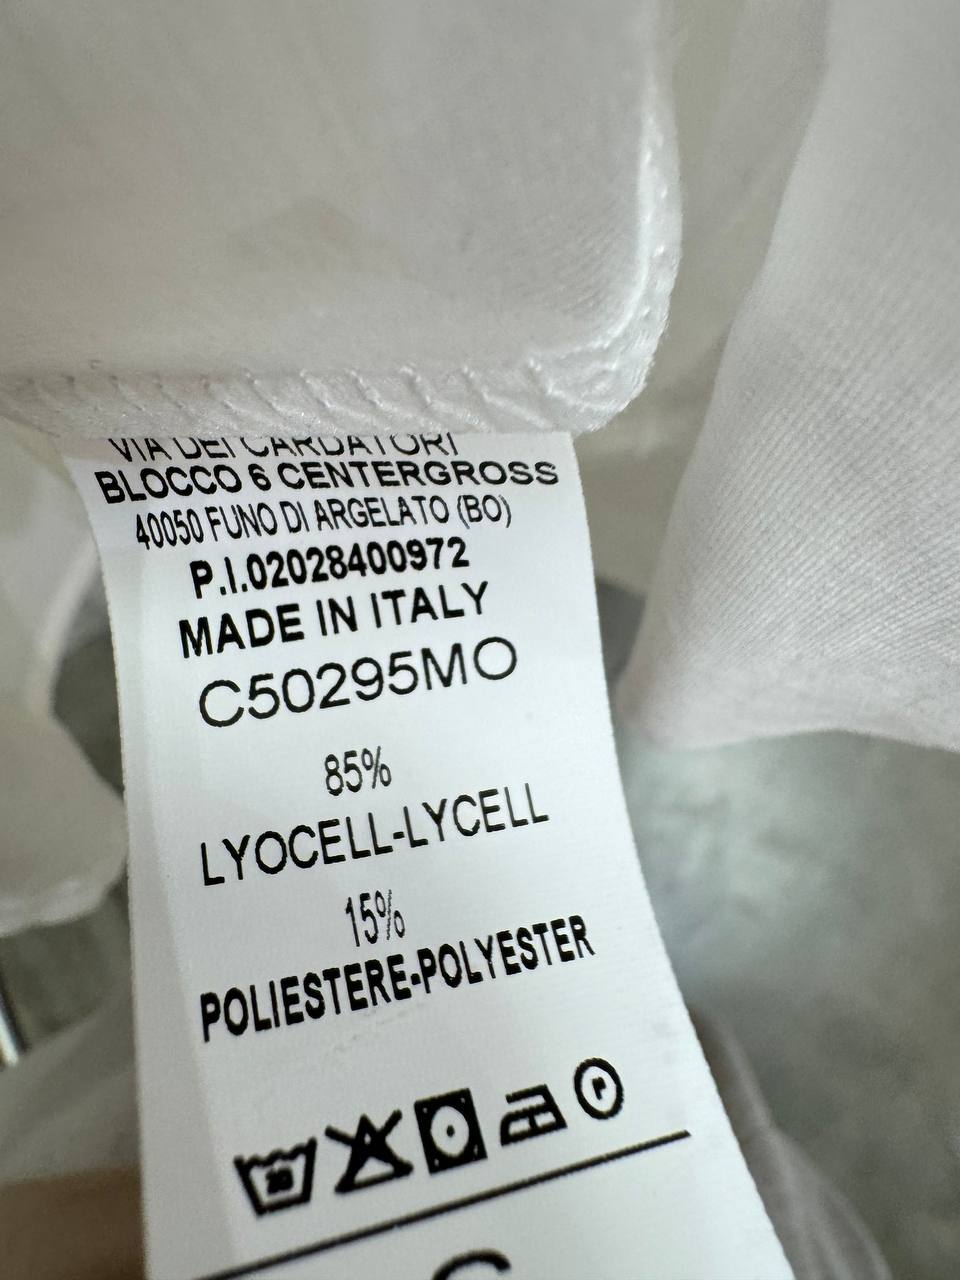 VIA DEI CARDATORI
BLOCCO 6 CENTERGROSS
40050 FUNO DI ARGELATO (BO)
P.I.02028400972
MADE IN ITALY
C50295MO
85%
LYOCELL-LYCELL
15%
POLIESTERE-POLYESTER
P